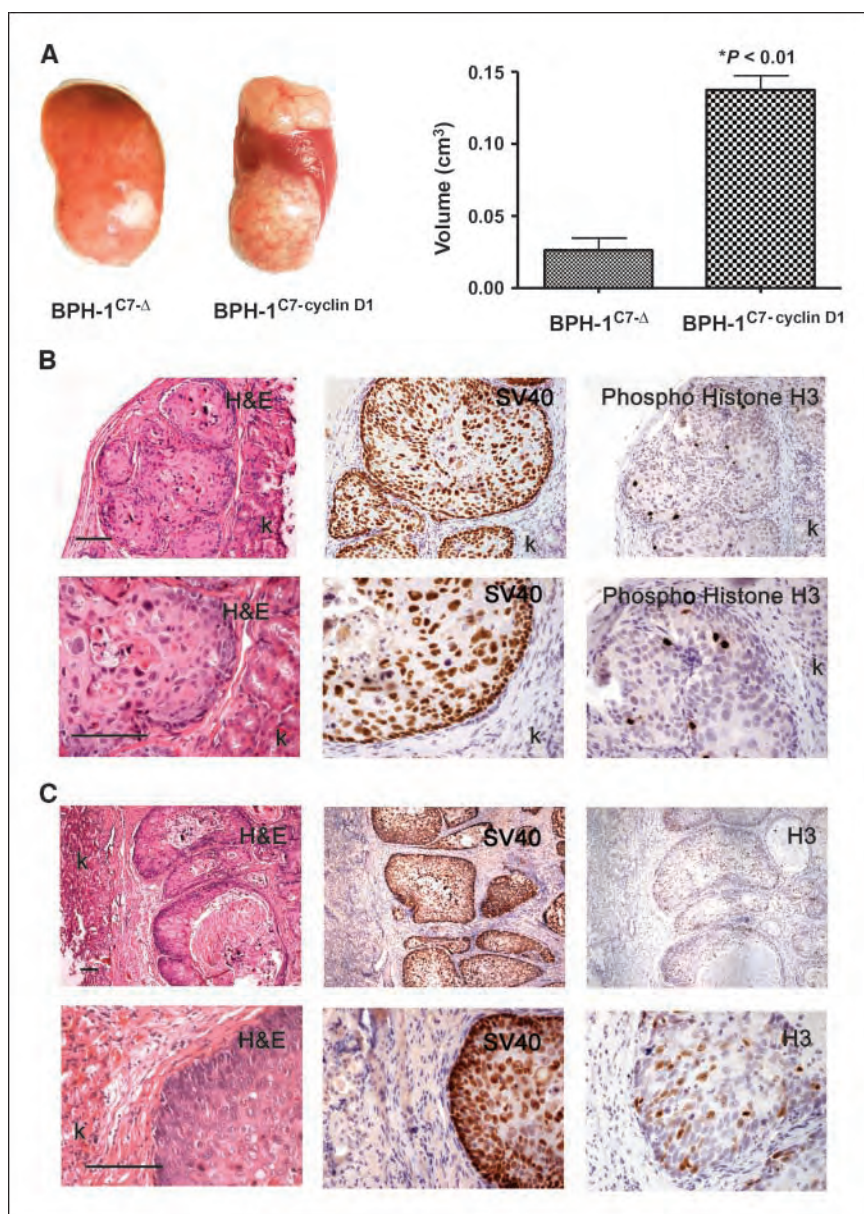 A
BPH-1C7-Δ
BPH-1C7-cyclin D1
*P < 0.01
Volume (cm3)
0.15
0.10
0.05
0.00
BPH-1C7-Δ
BPH-1C7-cyclin D1
B
H&E
SV40
Phospho Histone H3
k
k
k
H&E
SV40
Phospho Histone H3
k
k
k
C
H&E
SV40
H3
k
H&E
SV40
H3
k